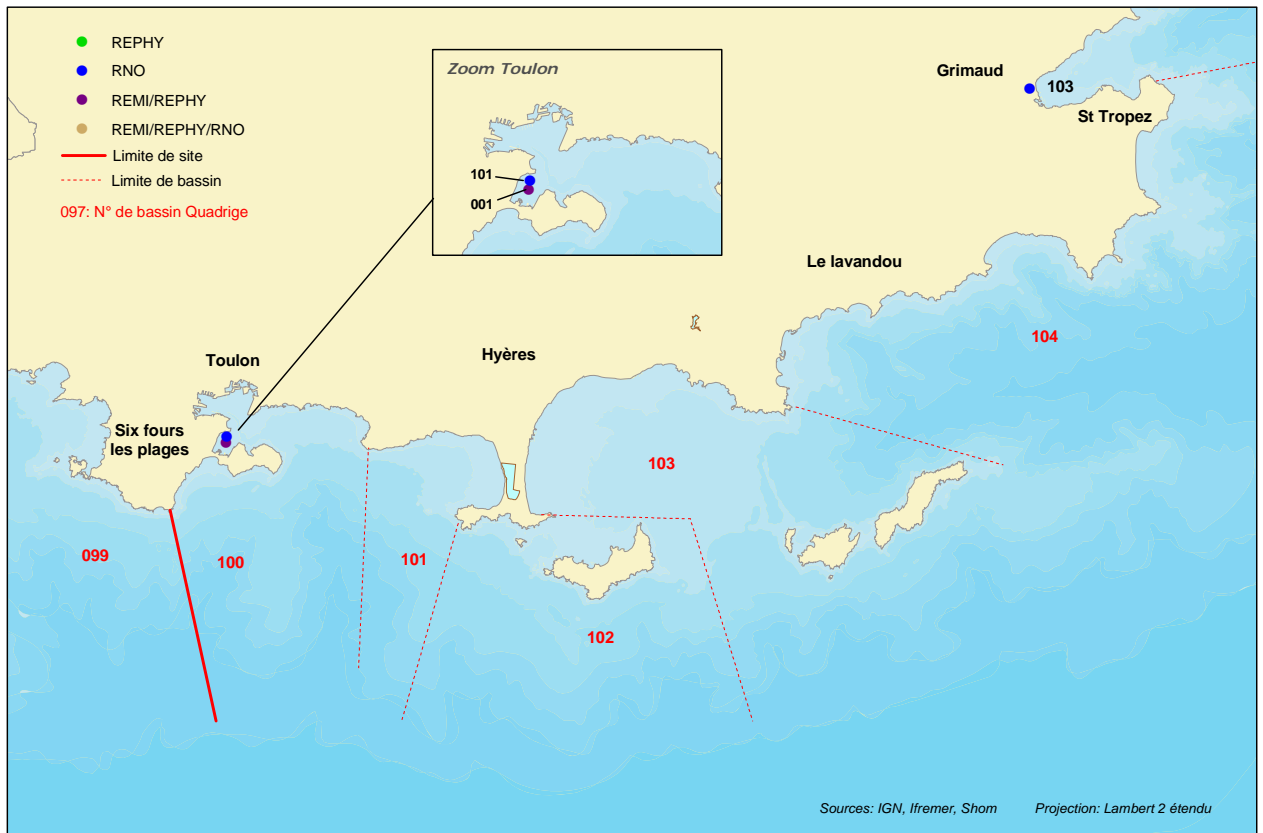 REPHY
RNO
REMI/REPHY
REMI/REPHY/RNO
Limite de site
Limite de bassin
097: N° de bassin Quadrige
Zoom Toulon
101
001
Grimaud
103
St Tropez
Le lavandou
104
Toulon
Hyères
Six fours
les plages
103
099
100
101
102
Sources: IGN, Ifremer, Shom
Projection: Lambert 2 étendu